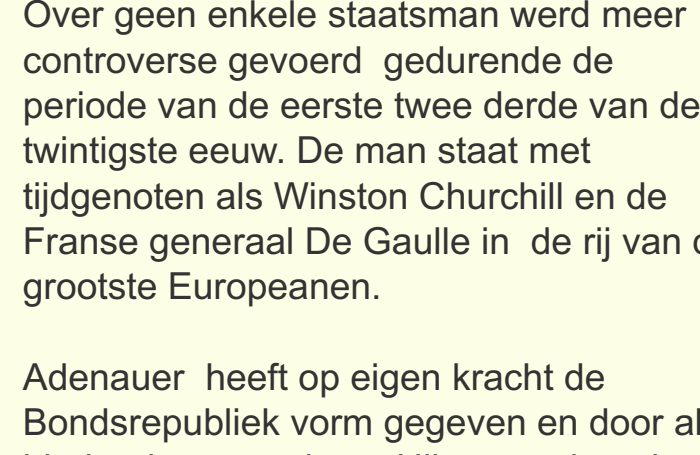 Over geen enkele staatsman werd meer
controverse gevoerd  gedurende de
periode van de eerste twee derde van de
twintigste eeuw. De man staat met
tijdgenoten als Winston Churchill en de
Franse generaal De Gaulle in  de rij van
grootste Europeanen.

Adenauer  heeft op eigen kracht de
Bondsrepubliek vorm gegeven en door